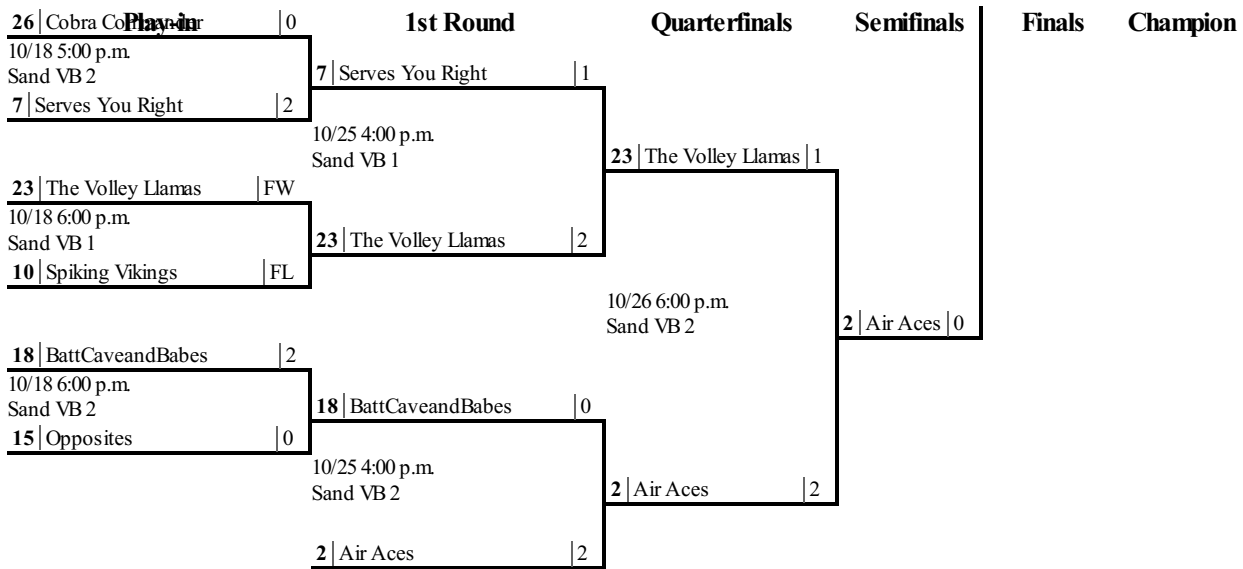 Play-in 1st Round Quarterfinals Semifinals Finals Champion
26 Cobra Commander 0
10/18 5:00 p.m.
Sand VB 2
7 Serves You Right 2
7 Serves You Right 1
10/25 4:00 p.m.
Sand VB 1
23 The Volley Llamas 1
23 The Volley Llamas FW
10/18 6:00 p.m.
Sand VB 1
10 Spiking Vikings FL
23 The Volley Llamas 2
10/26 6:00 p.m.
Sand VB 2
2 Air Aces 0
18 BattCaveandBabes 2
10/18 6:00 p.m.
Sand VB 2
15 Opposites 0
18 BattCaveandBabes 0
10/25 4:00 p.m.
Sand VB 2
2 Air Aces 2
2 Air Aces 2